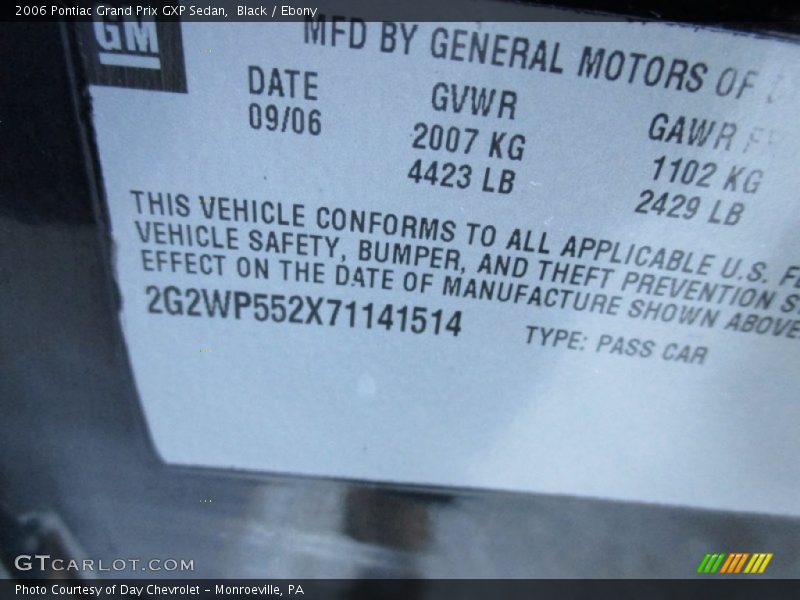 2006 Pontiac Grand Prix GXP Sedan, Black / Ebony
GM
MFD BY GENERAL MOTORS OF
DATE GVWR GAWR
09/06 2007 KG 1102 KG
4423 LB 2429 LB
THIS VEHICLE CONFORMS TO ALL APPLICABLE U.S.
VEHICLE SAFETY, BUMPER, AND THEFT PREVENTION
EFFECT ON THE DATE OF MANUFACTURE SHOWN ABOVE
2G2WP552X71141514 TYPE: PASS CAR
GTCARLOT.COM
Photo Courtesy of Day Chevrolet - Monroeville, PA